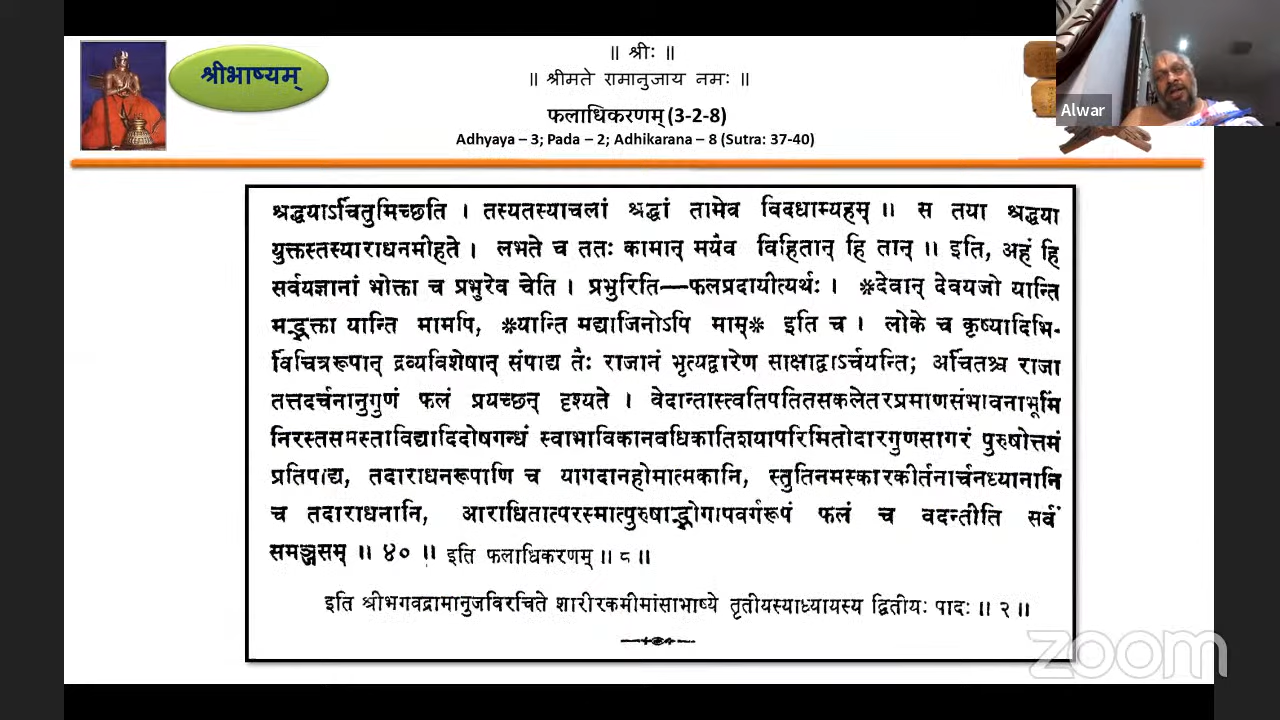 श्रीभाष्यम्
॥ श्रीः ॥
॥ श्रीमते रामानुजाय नमः ॥
फलाधिकरणम् (3-2-8)
Adhyaya – 3; Pada – 2; Adhikarana – 8 (Sutra: 37-40)
Alwar
श्रद्धयाऽर्चितुमिच्छति । तस्यतस्याचलां श्रद्धां तामेव विदधाम्यहम् ॥ स तया श्रद्धया
युक्तस्तस्याराधनमीहते । लभते च ततः कामान् मयैव विहितान् हि तान् ॥ इति, अहं हि
सर्वयज्ञानां भोक्ता च प्रभुरेव चेति । प्रभुरिति—फलप्रदायीत्यर्थः । *देवान् देवयजो यान्ति
मद्भक्ता यान्ति मामपि, *यान्ति मद्याजिनोऽपि माम्* इति च । लोके च कृष्यादिभि-
र्विचित्ररूपान् द्रव्यविशेषान् संपाद्य तैः राजानं भृत्यद्वारेण साक्षाद्वाऽर्चयन्ति; अर्चितश्च राजा
तत्तदर्चनानुगुणं फलं प्रयच्छन् दृश्यते । वेदान्तास्त्वतिपतितसकलेतरप्रमाणसंभावनाभूमिं
निरस्तसमस्ताविद्यादिदोषगन्धं स्वाभाविकानवधिकातिशयापरिमितोदारगुणसागरं पुरुषोत्तमं
प्रतिपाद्य, तदाराधनरूपाणि च यागदानहोमात्मकानि, स्तुतिनमस्कारकीर्तनार्चनध्यानानि
च तदाराधनानि, आराधितात्परस्मात्पुरुषाद्भोगापवर्गरूपं फलं च वदन्तीति सर्वं
समञ्जसम् ॥ ४० ॥ इति फलाधिकरणम् ॥ ८ ॥
इति श्रीभगवद्रामानुजविरचिते शारीरकमीमांसाभाष्ये तृतीयस्याध्यायस्य द्वितीयः पादः ॥ २ ॥
zoom